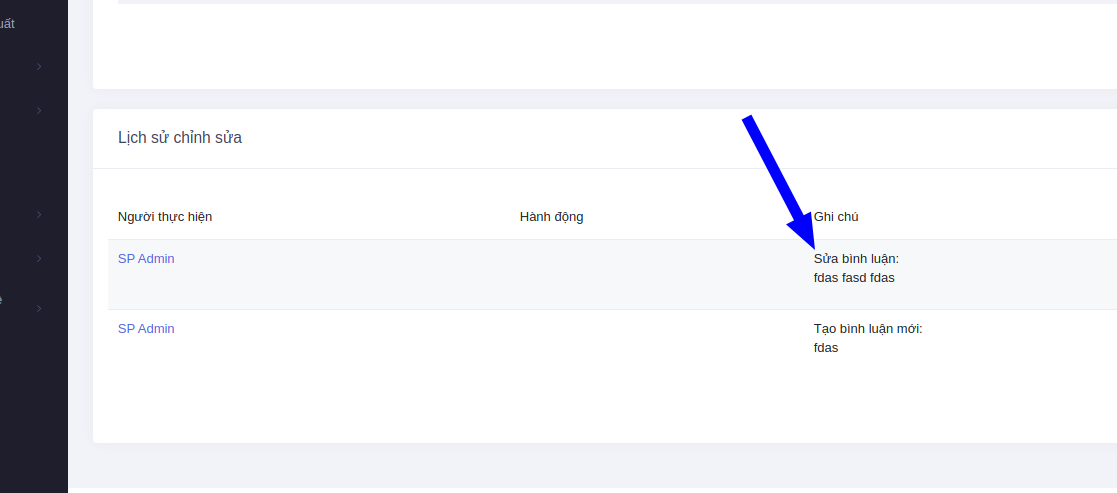 Lịch sử chỉnh sửa
Người thực hiện
Hành động
Ghi chú
SP Admin
Sửa bình luận:
fdas fasd fdas
SP Admin
Tạo bình luận mới:
fdas